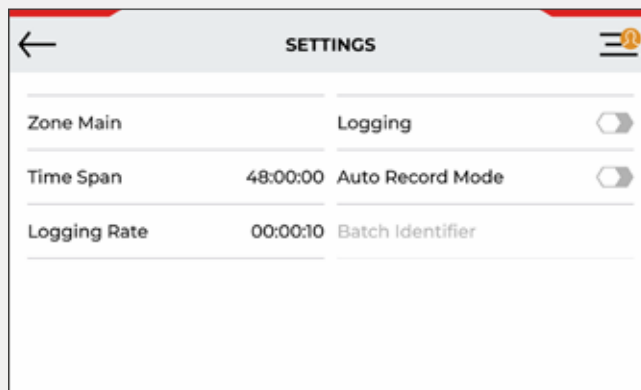 SETTINGS
Zone Main
Logging
Time Span 48:00:00
Auto Record Mode
Logging Rate 00:00:10
Batch Identifier